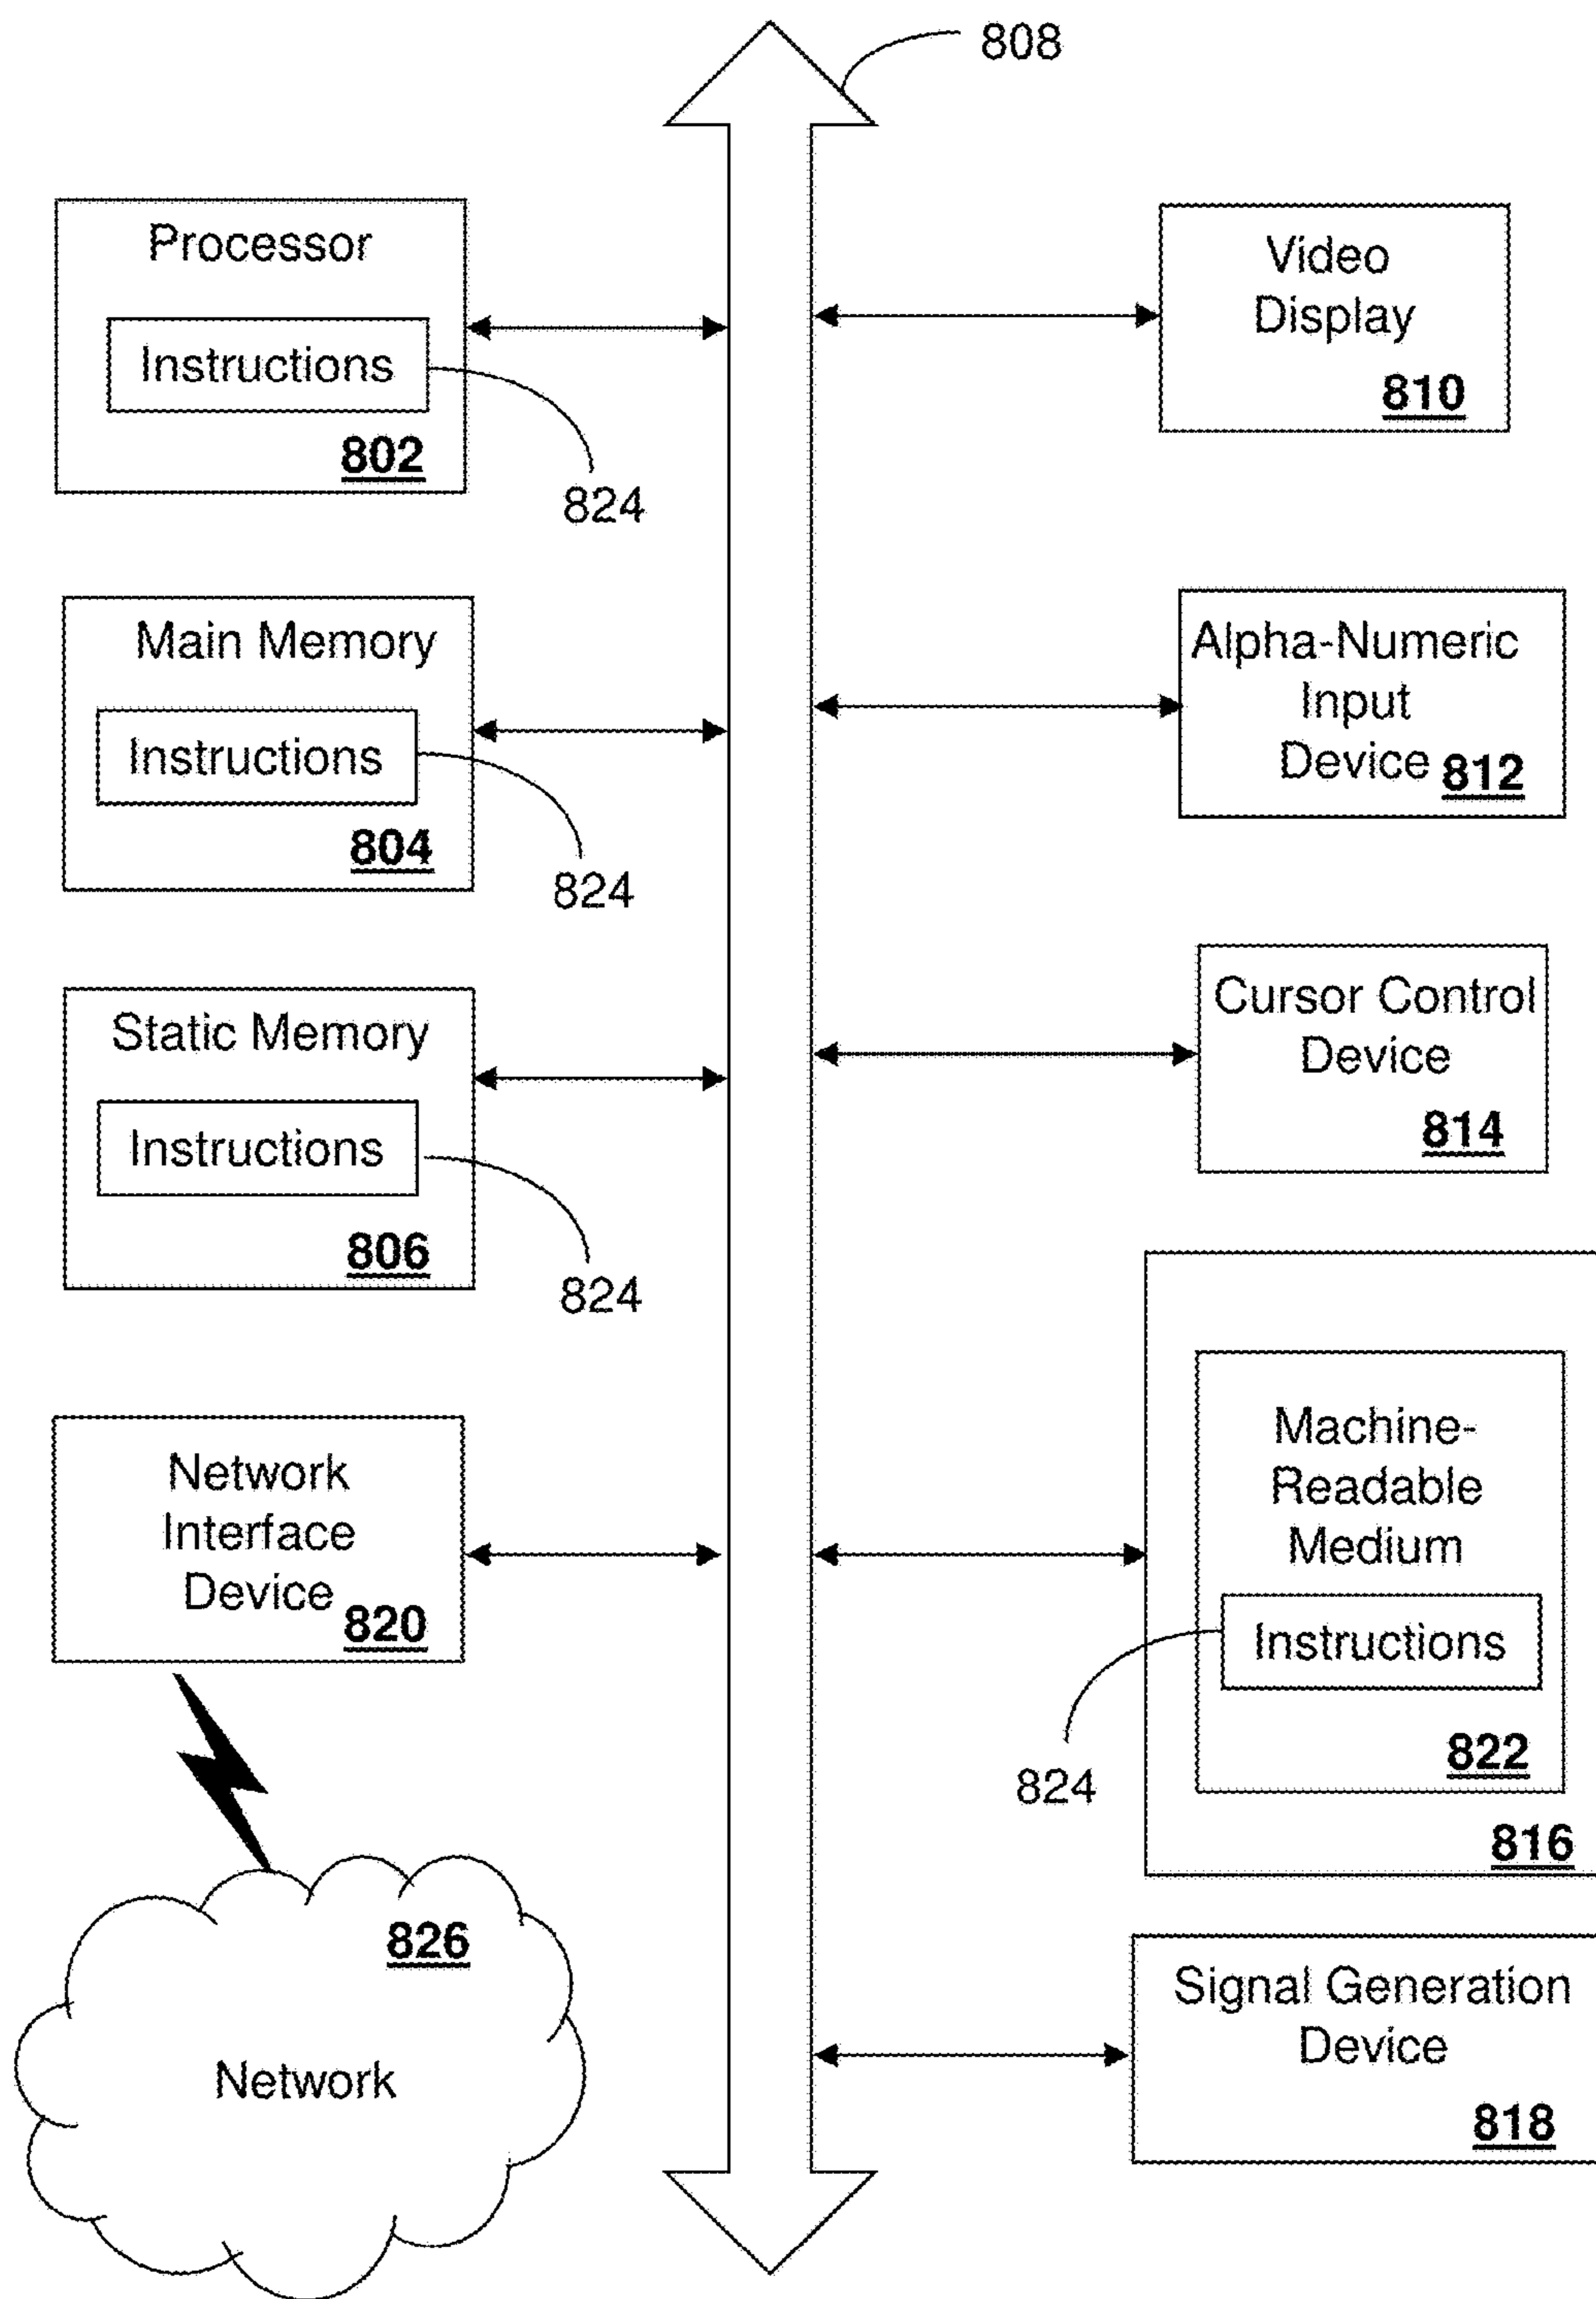 808
Processor
Instructions
802
824
Main Memory
Instructions
804
824
Static Memory
Instructions
806
824
Network
Interface
Device
820
826
Network
Video
Display
810
Alpha-Numeric
Input
Device 812
Cursor Control
Device
814
Machine-
Readable
Medium
Instructions
822
824
816
Signal Generation
Device
818